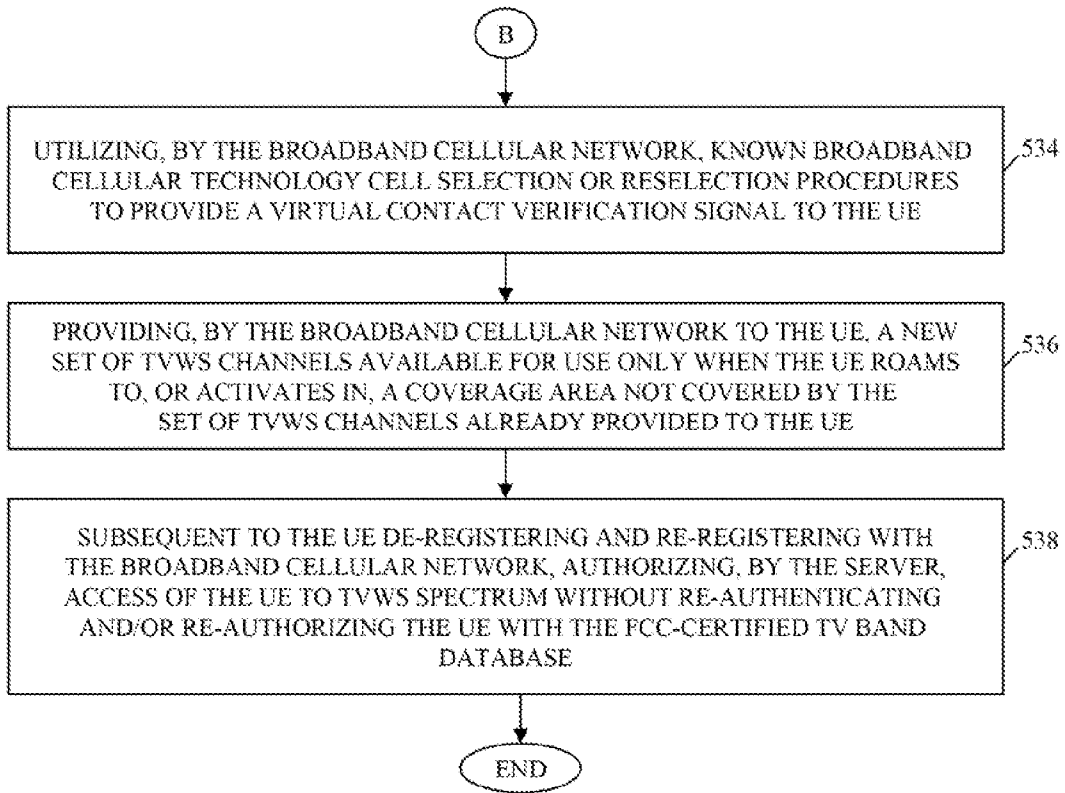 B
UTILIZING, BY THE BROADBAND CELLULAR NETWORK, KNOWN BROADBAND
CELLULAR TECHNOLOGY CELL SELECTION OR RESELECTION PROCEDURES
TO PROVIDE A VIRTUAL CONTACT VERIFICATION SIGNAL TO THE UE
534
PROVIDING, BY THE BROADBAND CELLULAR NETWORK TO THE UE, A NEW
SET OF TVWS CHANNELS AVAILABLE FOR USE ONLY WHEN THE UE ROAMS
TO, OR ACTIVATES IN, A COVERAGE AREA NOT COVERED BY THE
SET OF TVWS CHANNELS ALREADY PROVIDED TO THE UE
536
SUBSEQUENT TO THE UE DE-REGISTERING AND RE-REGISTERING WITH
THE BROADBAND CELLULAR NETWORK, AUTHORIZING, BY THE SERVER,
ACCESS OF THE UE TO TVWS SPECTRUM WITHOUT RE-AUTHENTICATING
AND/OR RE-AUTHORIZING THE UE WITH THE FCC-CERTIFIED TV BAND
DATABASE
538
END